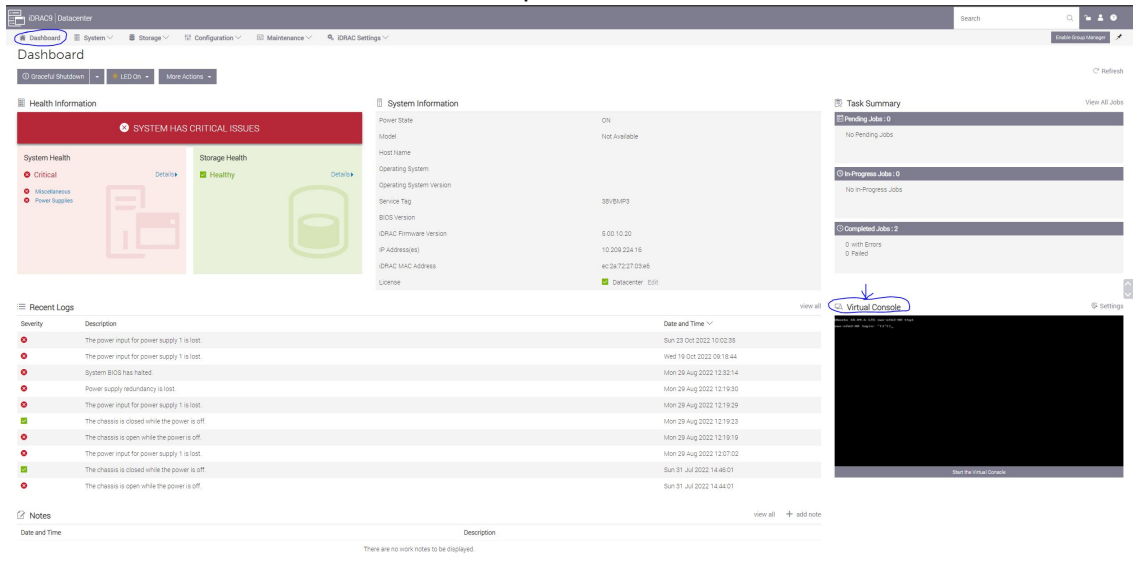 iDRAC9 | Datacenter
Search
Dashboard System Storage Configuration Maintenance iDRAC Settings
Enable Group Manager
Dashboard
Graceful Shutdown LED On More Actions
Refresh
Health Information
SYSTEM HAS CRITICAL ISSUES
System Health
Critical Details
Miscellaneous
Power Supplies
Storage Health
Healthy Details
System Information
Power State ON
Model Not Available
Host Name
Operating System
Operating System Version
Service Tag 38VBMP3
BIOS Version
iDRAC Firmware Version 5.00.10.20
IP Address(es) 10.209.224.16
iDRAC MAC Address ec:2a:72:27:03:e6
License Datacenter Edit
Task Summary View All Jobs
Pending Jobs : 0
No Pending Jobs
In-Progress Jobs : 0
No In-Progress Jobs
Completed Jobs : 2
0 with Errors
0 Failed
Recent Logs view all
Severity Description Date and Time
The power input for power supply 1 is lost. Sun 23 Oct 2022 10:02:38
The power input for power supply 1 is lost. Wed 19 Oct 2022 09:18:44
System BIOS has halted. Mon 29 Aug 2022 12:32:14
Power supply redundancy is lost. Mon 29 Aug 2022 12:19:30
The power input for power supply 1 is lost. Mon 29 Aug 2022 12:19:29
The chassis is closed while the power is off. Mon 29 Aug 2022 12:19:23
The chassis is open while the power is off. Mon 29 Aug 2022 12:19:19
The power input for power supply 1 is lost. Mon 29 Aug 2022 12:07:02
The chassis is closed while the power is off. Sun 31 Jul 2022 14:46:01
The chassis is open while the power is off. Sun 31 Jul 2022 14:44:01
Virtual Console Settings
Start the Virtual Console
Notes view all + add note
Date and Time Description
There are no work notes to be displayed.